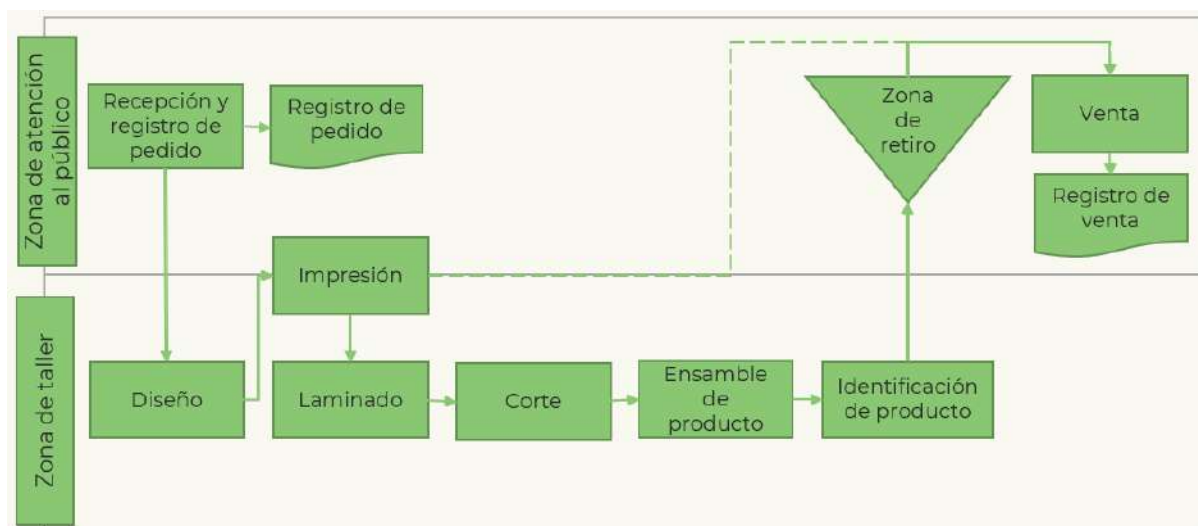 Zona de atención
al público
Recepción y
registro de
pedido
Registro de
pedido
Zona
de
retiro
Venta
Registro de
venta
Impresión
Zona de taller
Diseño
Laminado
Corte
Ensamble
de
producto
Identificación
de producto